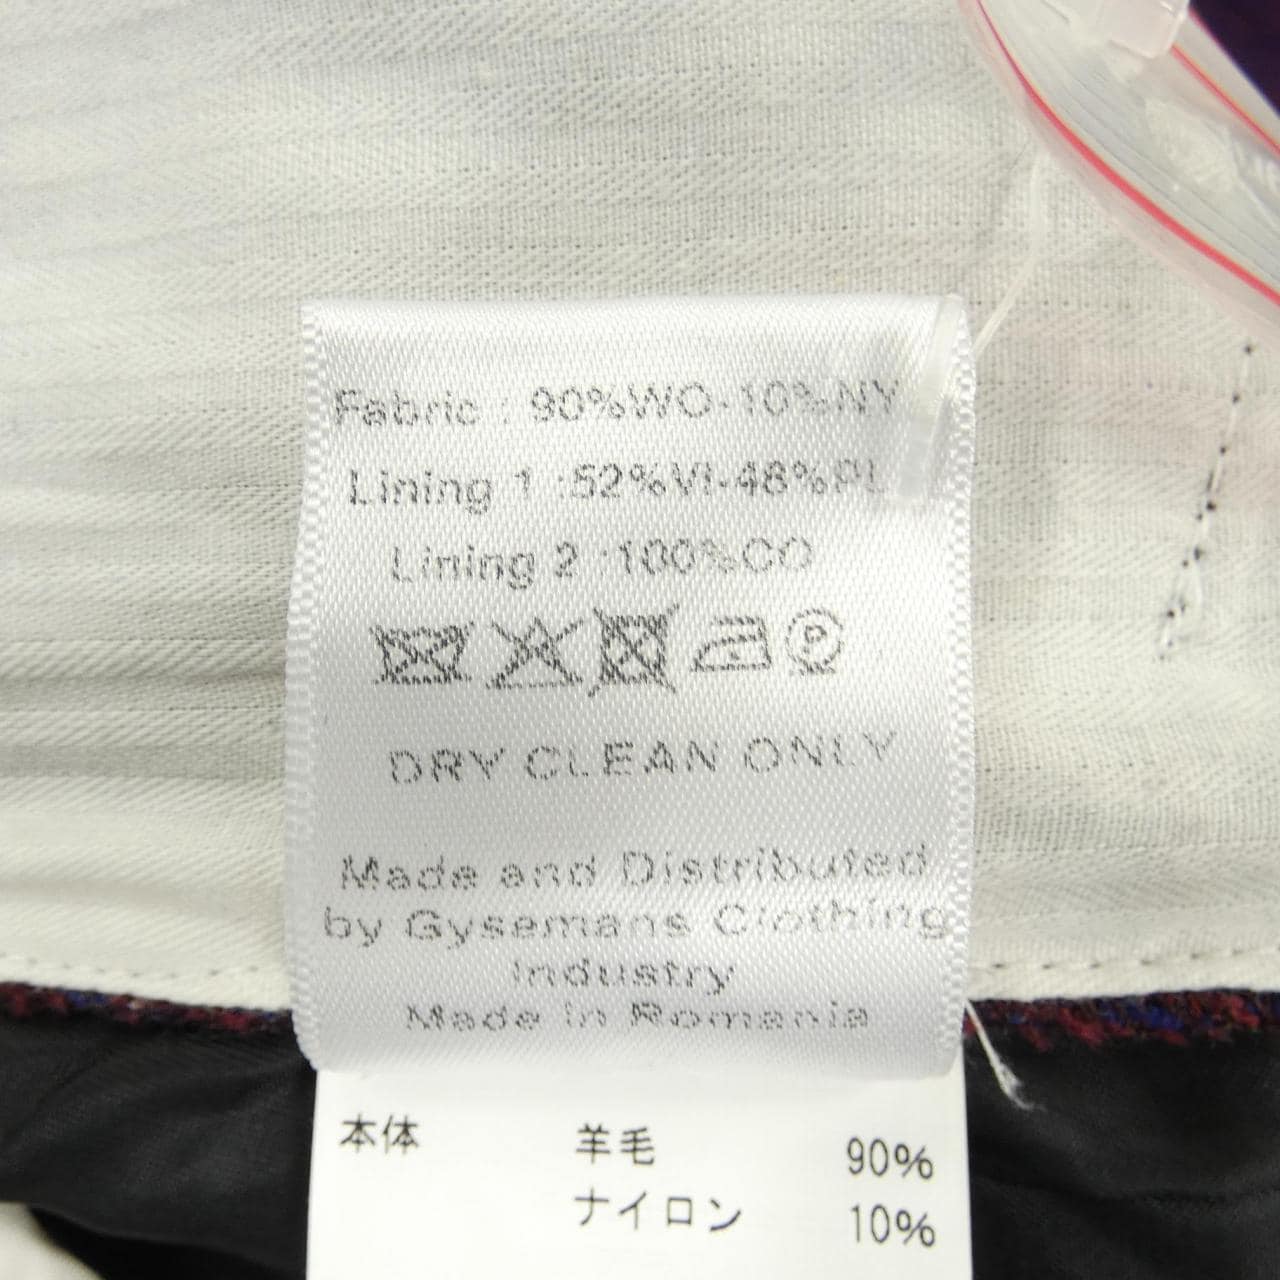 Fabric : 90%WO-10%NY
Lining 1 :52%VI-48%PL
Lining 2 :100%CO
P
DRY CLEAN ONLY
Made and Distributed
by Gysemans Clothing
Industry
Made in Romania
本体 羊毛 90%
ナイロン 10%